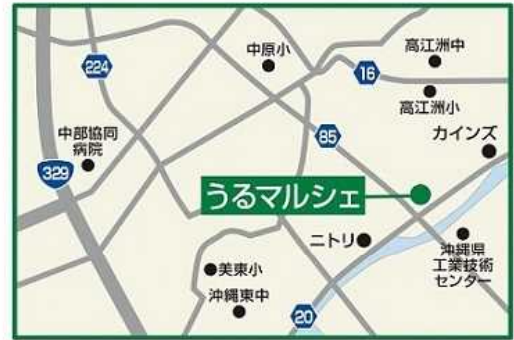 中原小
高江洲中
224
16
高江洲小
中部協同
病院
85
カインズ
329
うるマルシェ
ニトリ
沖縄県
工業技術
センター
美東小
沖縄東中
20